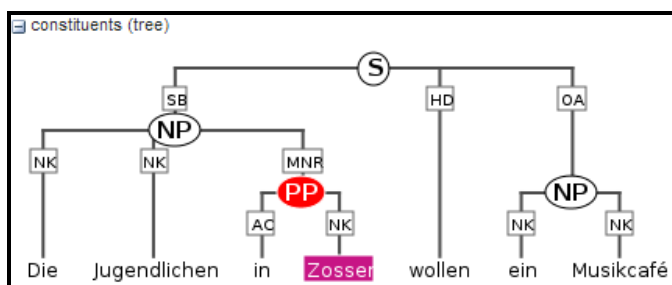 constituents (tree)
S
SB HD OA
NP
NK NK MNR
PP NP
AC NK NK NK
Die Jugendlichen in Zossen wollen ein Musikcafé